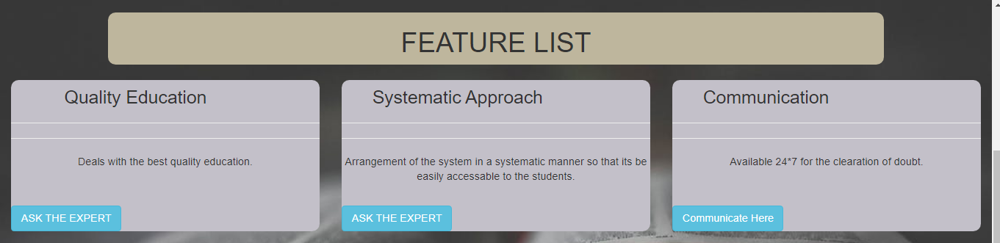 FEATURE LIST
Quality Education
Deals with the best quality education.
ASK THE EXPERT
Systematic Approach
Arrangement of the system in a systematic manner so that its be
easily accessable to the students.
ASK THE EXPERT
Communication
Available 24*7 for the clearation of doubt.
Communicate Here